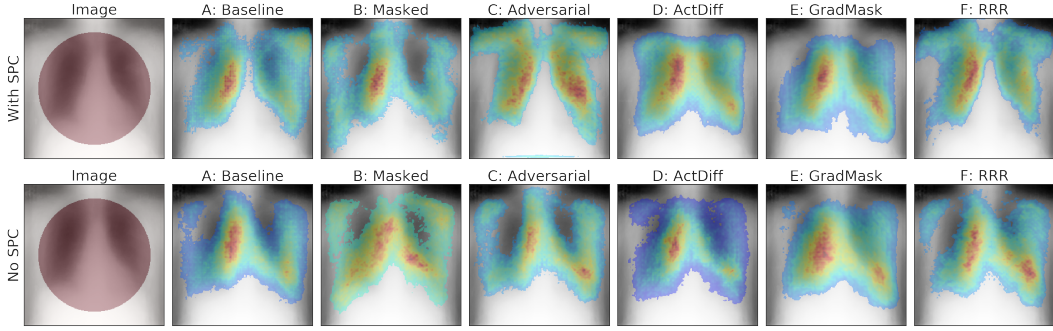 Image A: Baseline B: Masked C: Adversarial D: ActDiff E: GradMask F: RRR
With SPC
Image A: Baseline B: Masked C: Adversarial D: ActDiff E: GradMask F: RRR
No SPC